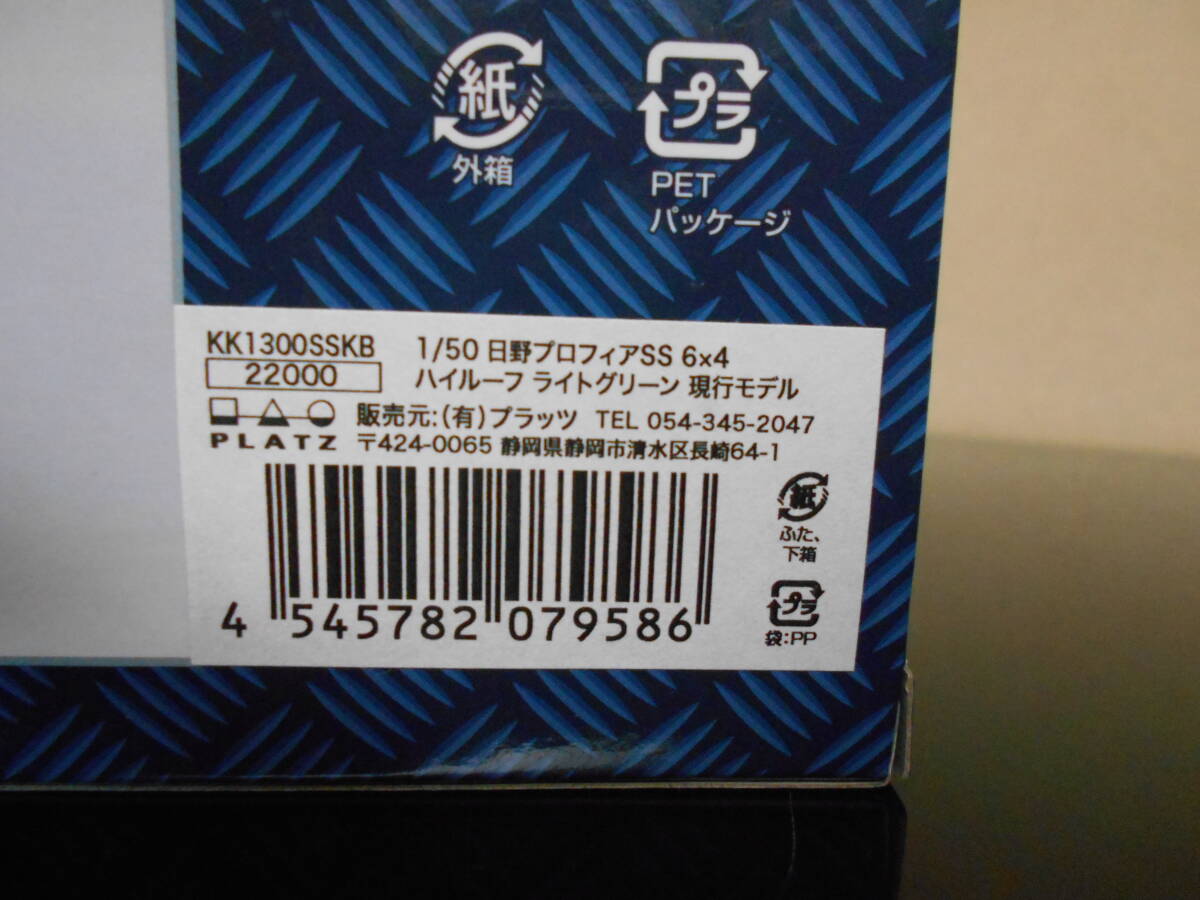 紙
外箱
プラ
PET
パッケージ
KK1300SSKB
22000
1/50 日野プロフィアSS 6×4
ハイルーフ ライトグリーン 現行モデル
PLATZ
販売元:(有)プラッツ TEL 054-345-2047
〒424-0065 静岡県静岡市清水区長崎64-1
4 545782 079586
紙
ふた、
下箱
プラ
袋:PP